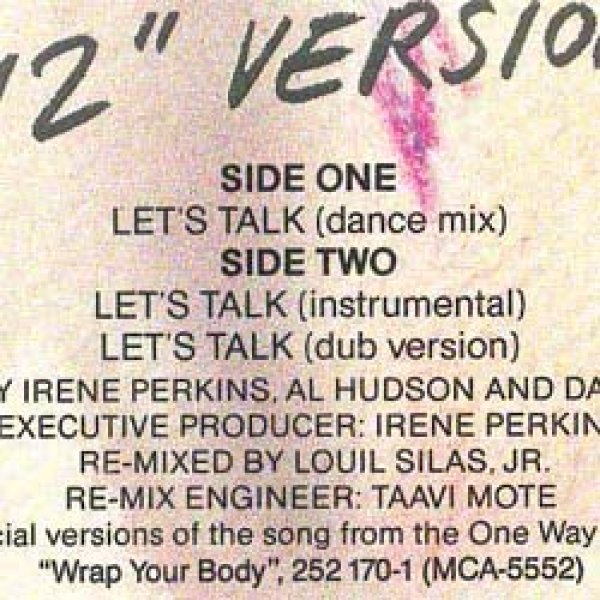 12" VERSION
SIDE ONE
LET'S TALK (dance mix)
SIDE TWO
LET'S TALK (instrumental)
LET'S TALK (dub version)
Y IRENE PERKINS, AL HUDSON AND DA
EXECUTIVE PRODUCER: IRENE PERKIN
RE-MIXED BY LOUIL SILAS, JR.
RE-MIX ENGINEER: TAAVI MOTE
cial versions of the song from the One Way
"Wrap Your Body", 252 170-1 (MCA-5552)